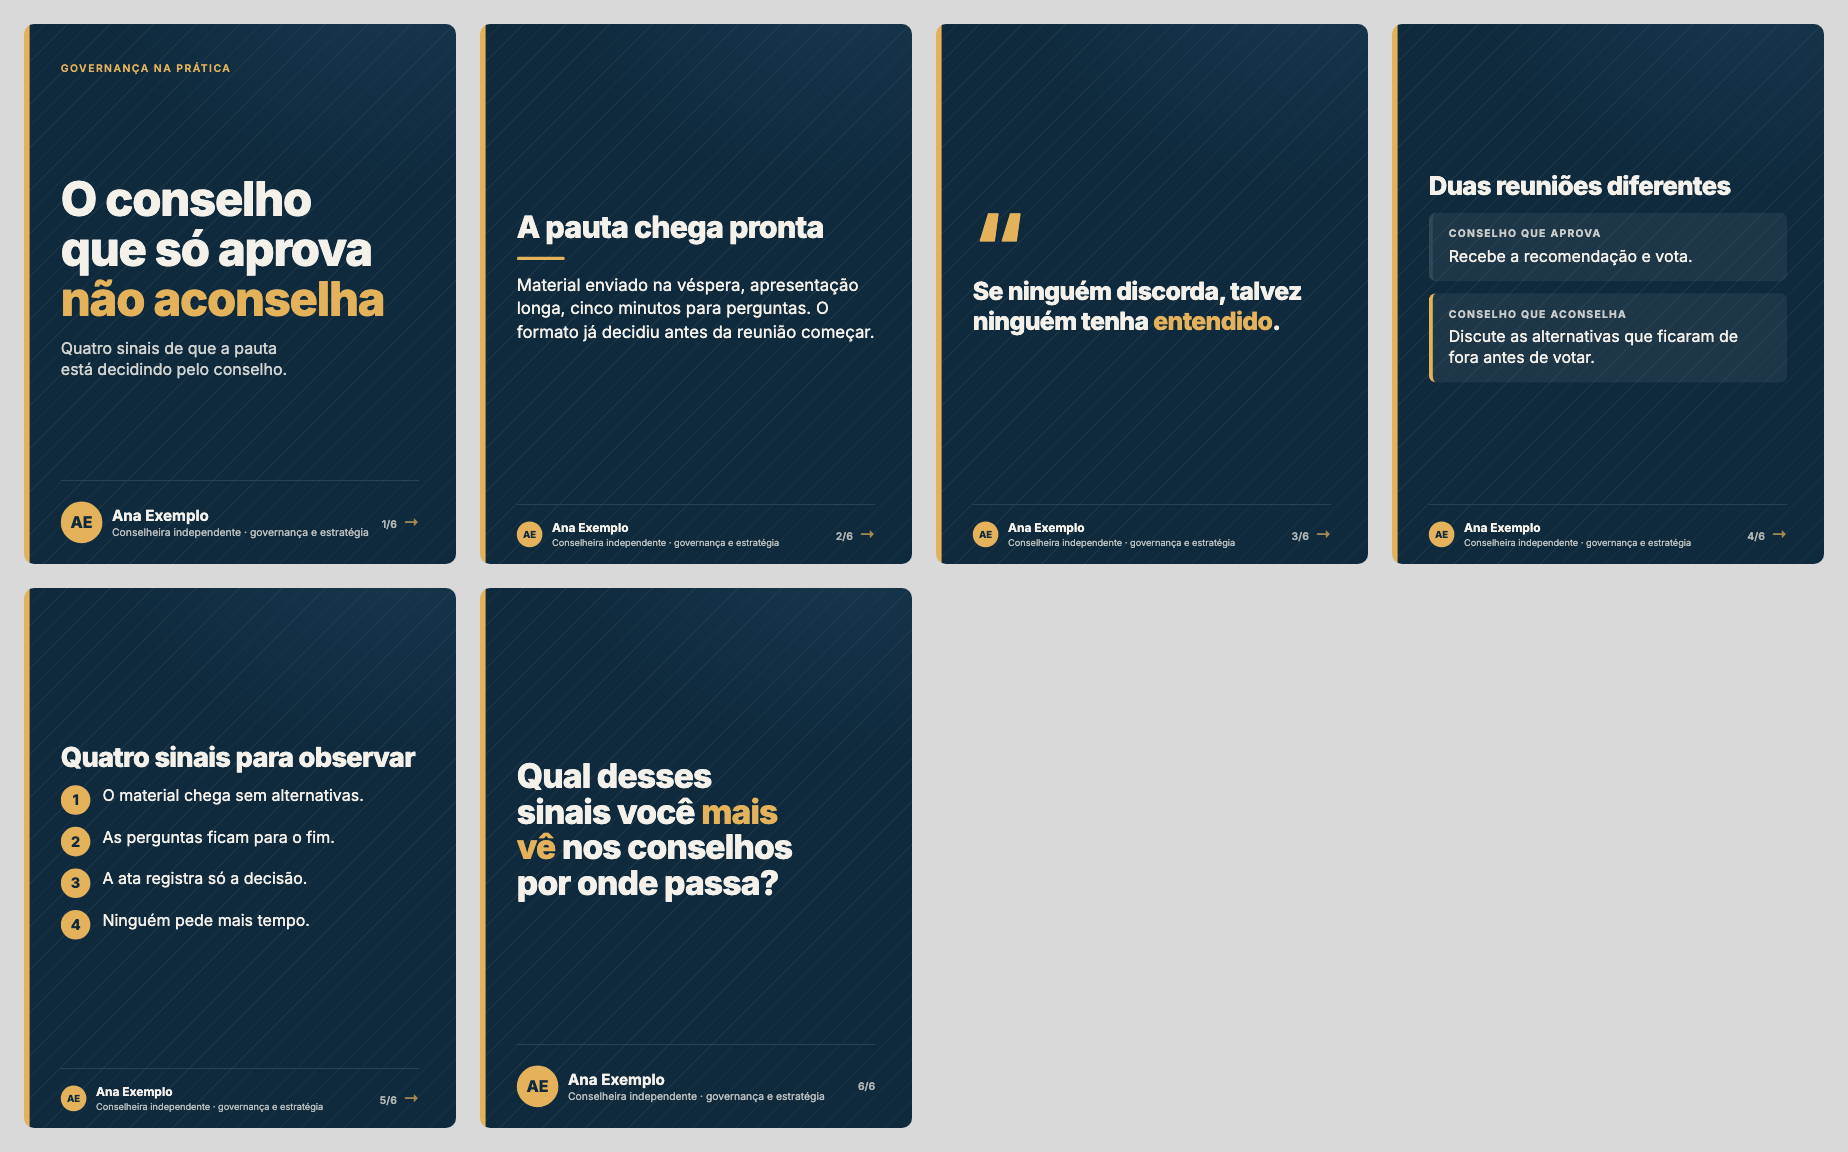 GOVERNANÇA NA PRÁTICA
O conselho
que só aprova
não aconselha
Quatro sinais de que a pauta
está decidindo pelo conselho.
AE
Ana Exemplo
Conselheira independente · governança e estratégia
1/6 →
A pauta chega pronta
Material enviado na véspera, apresentação
longa, cinco minutos para perguntas. O
formato já decidiu antes da reunião começar.
AE
Ana Exemplo
Conselheira independente · governança e estratégia
2/6 →
"
Se ninguém discorda, talvez
ninguém tenha entendido.
AE
Ana Exemplo
Conselheira independente · governança e estratégia
3/6 →
Duas reuniões diferentes
CONSELHO QUE APROVA
Recebe a recomendação e vota.
CONSELHO QUE ACONSELHA
Discute as alternativas que ficaram de
fora antes de votar.
AE
Ana Exemplo
Conselheira independente · governança e estratégia
4/6 →
Quatro sinais para observar
1 O material chega sem alternativas.
2 As perguntas ficam para o fim.
3 A ata registra só a decisão.
4 Ninguém pede mais tempo.
AE
Ana Exemplo
Conselheira independente · governança e estratégia
5/6 →
Qual desses
sinais você mais
vê nos conselhos
por onde passa?
AE
Ana Exemplo
Conselheira independente · governança e estratégia
6/6